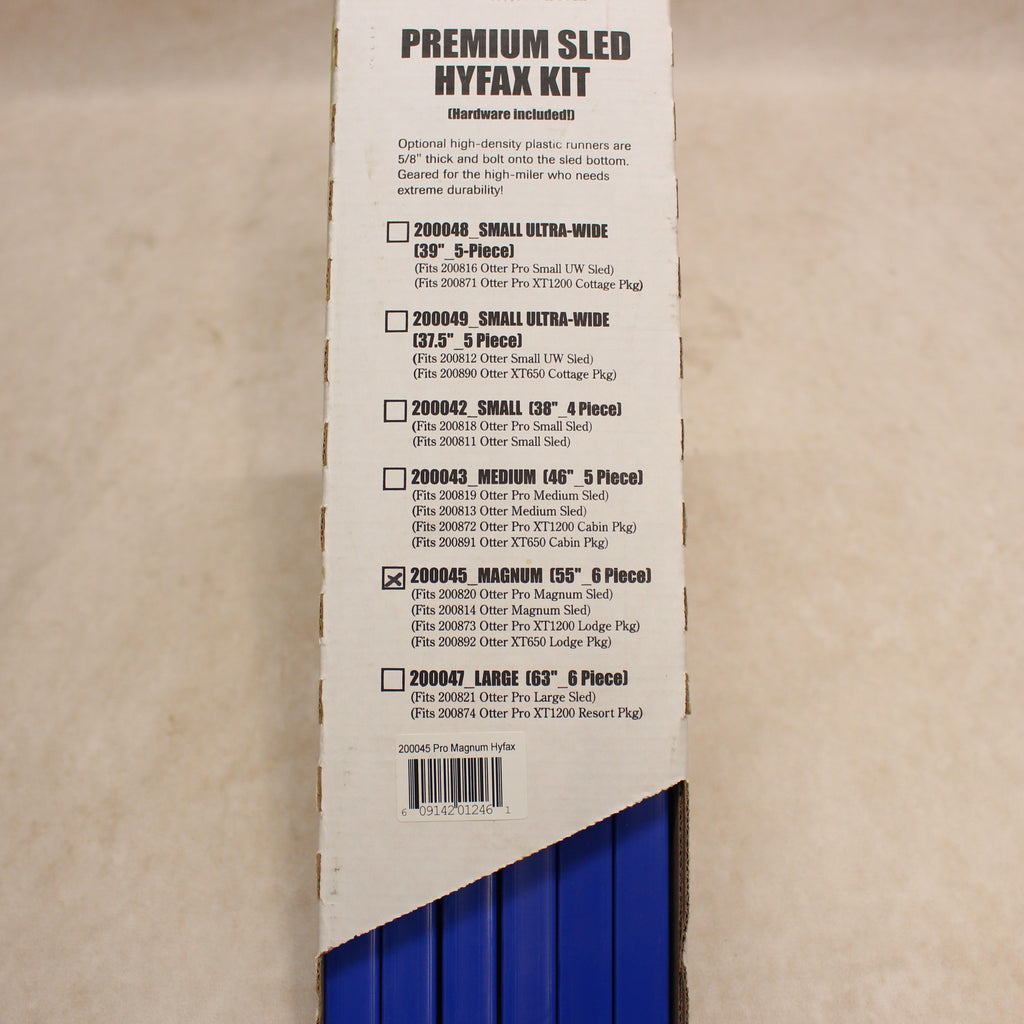 PREMIUM SLED
HYFAX KIT
(Hardware included!)
Optional high-density plastic runners are
5/8" thick and bolt onto the sled bottom.
Geared for the high-miler who needs
extreme durability!
200048_SMALL ULTRA-WIDE
(39"_5-Piece)
(Fits 200816 Otter Pro Small UW Sled)
(Fits 200871 Otter Pro XT1200 Cottage Pkg)
200049_SMALL ULTRA-WIDE
(37.5"_5 Piece)
(Fits 200812 Otter Small UW Sled)
(Fits 200890 Otter XT650 Cottage Pkg)
200042_SMALL (38"_4 Piece)
(Fits 200818 Otter Pro Small Sled)
(Fits 200811 Otter Small Sled)
200043_MEDIUM (46"_5 Piece)
(Fits 200819 Otter Pro Medium Sled)
(Fits 200813 Otter Medium Sled)
(Fits 200872 Otter Pro XT1200 Cabin Pkg)
(Fits 200891 Otter XT650 Cabin Pkg)
200045_MAGNUM (55"_6 Piece)
(Fits 200820 Otter Pro Magnum Sled)
(Fits 200814 Otter Magnum Sled)
(Fits 200873 Otter Pro XT1200 Lodge Pkg)
(Fits 200892 Otter XT650 Lodge Pkg)
200047_LARGE (63"_6 Piece)
(Fits 200821 Otter Pro Large Sled)
(Fits 200874 Otter Pro XT1200 Resort Pkg)
200045 Pro Magnum Hyfax
6 09142 01246 1